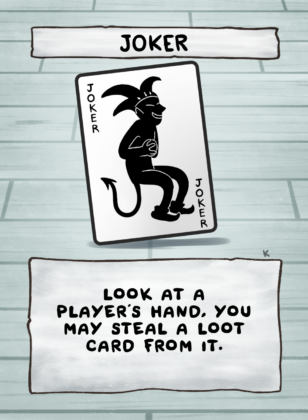 JOKER
JOKER
JOKER
K
LOOK AT A
PLAYER'S HAND. YOU
MAY STEAL A LOOT
CARD FROM IT.